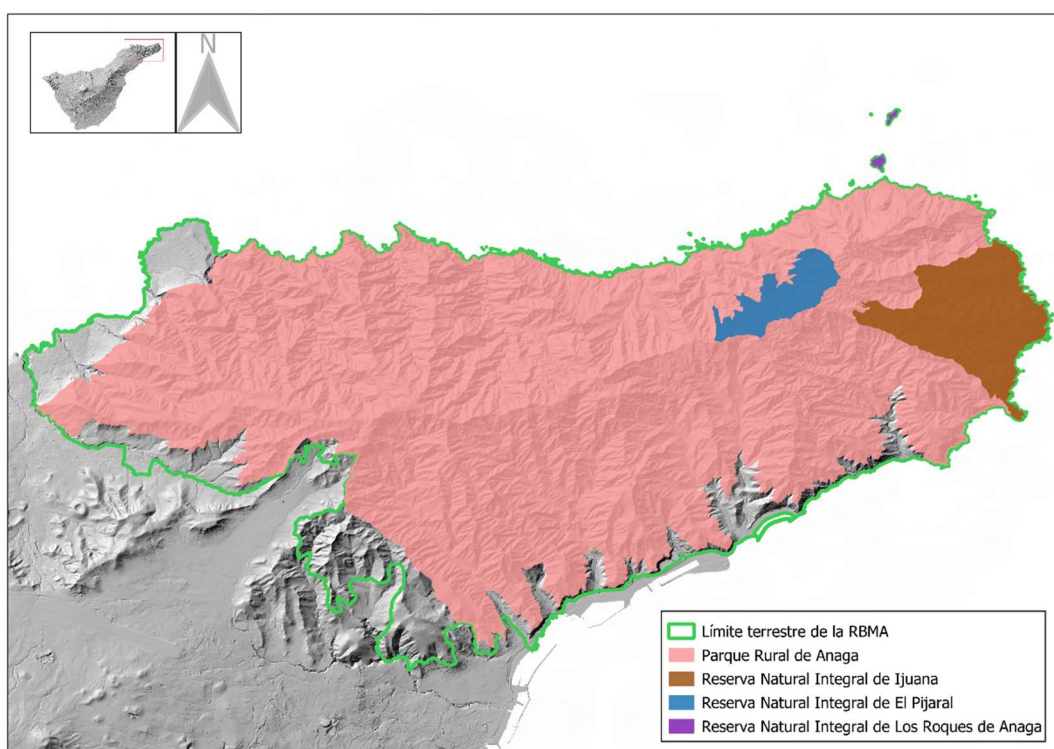 N
Límite terrestre de la RBMA
Parque Rural de Anaga
Reserva Natural Integral de Ijuana
Reserva Natural Integral de El Pijaral
Reserva Natural Integral de Los Roques de Anaga